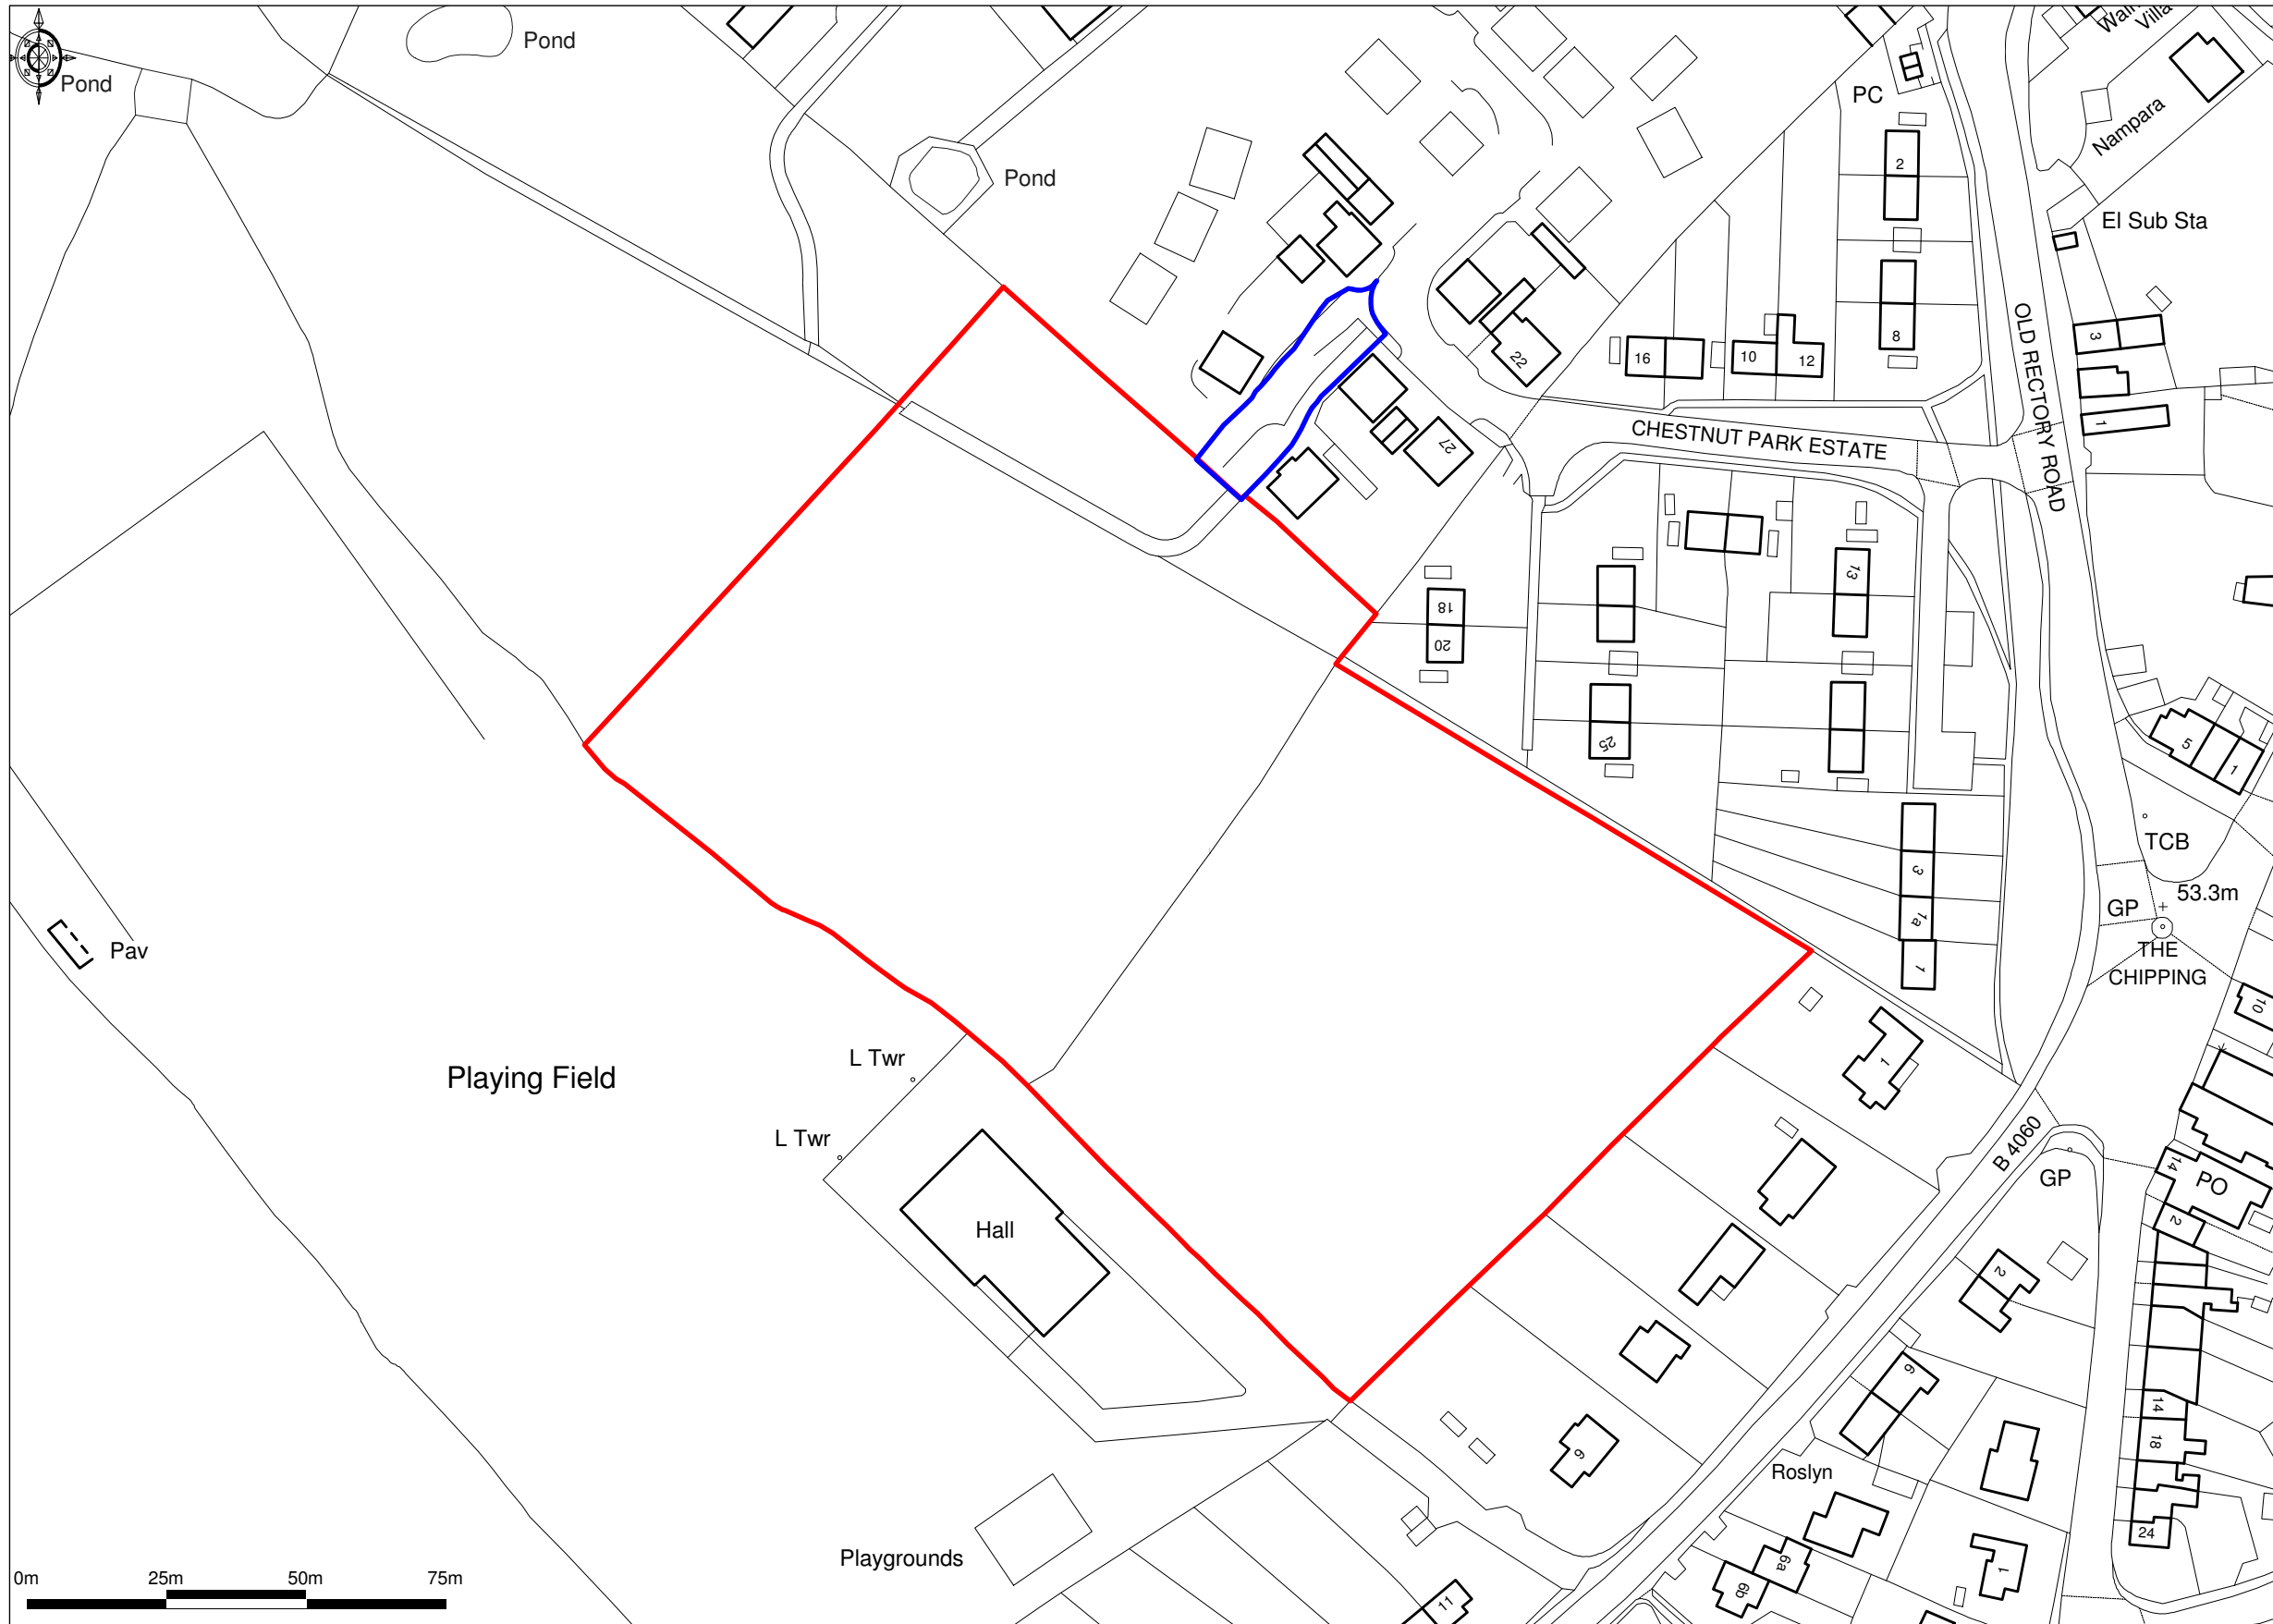 Pond
Pond
Pond
PC
Villa
Nampara
El Sub Sta
2
8
3
1
OLD RECTORY ROAD
CHESTNUT PARK ESTATE
22
16
10
12
27
18
20
13
25
5
1
3
1a
1
TCB
53.3m
GP
THE
CHIPPING
10
Pav
Playing Field
L Twr
L Twr
Hall
1
B 4060
GP
14
PO
2
2
9
14
18
24
Roslyn
6a
6b
1
11
Playgrounds
0m
25m
50m
75m